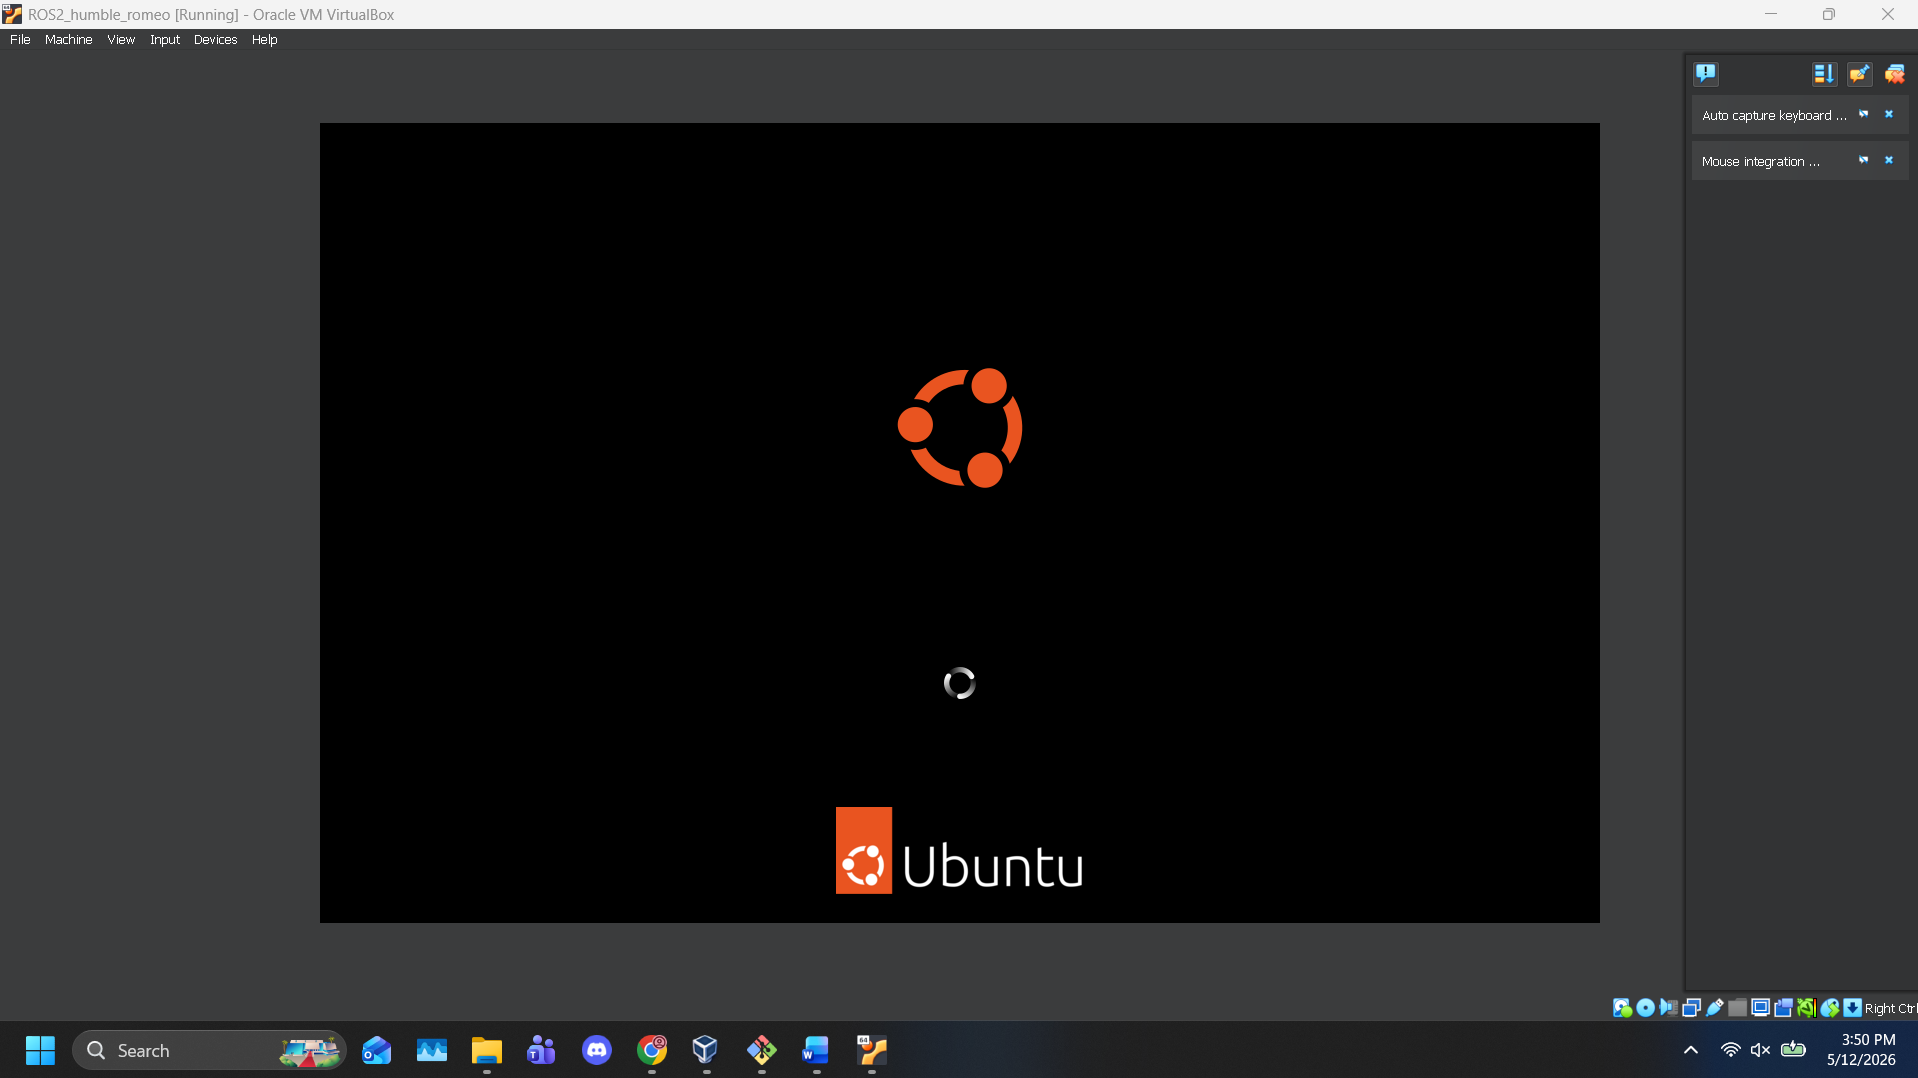 ROS2_humble_romeo [Running] - Oracle VM VirtualBox
File Machine View Input Devices Help
Auto capture keyboard ...
Mouse integration ...
Ubuntu
Right Ctrl
Search
3:50 PM
5/12/2026